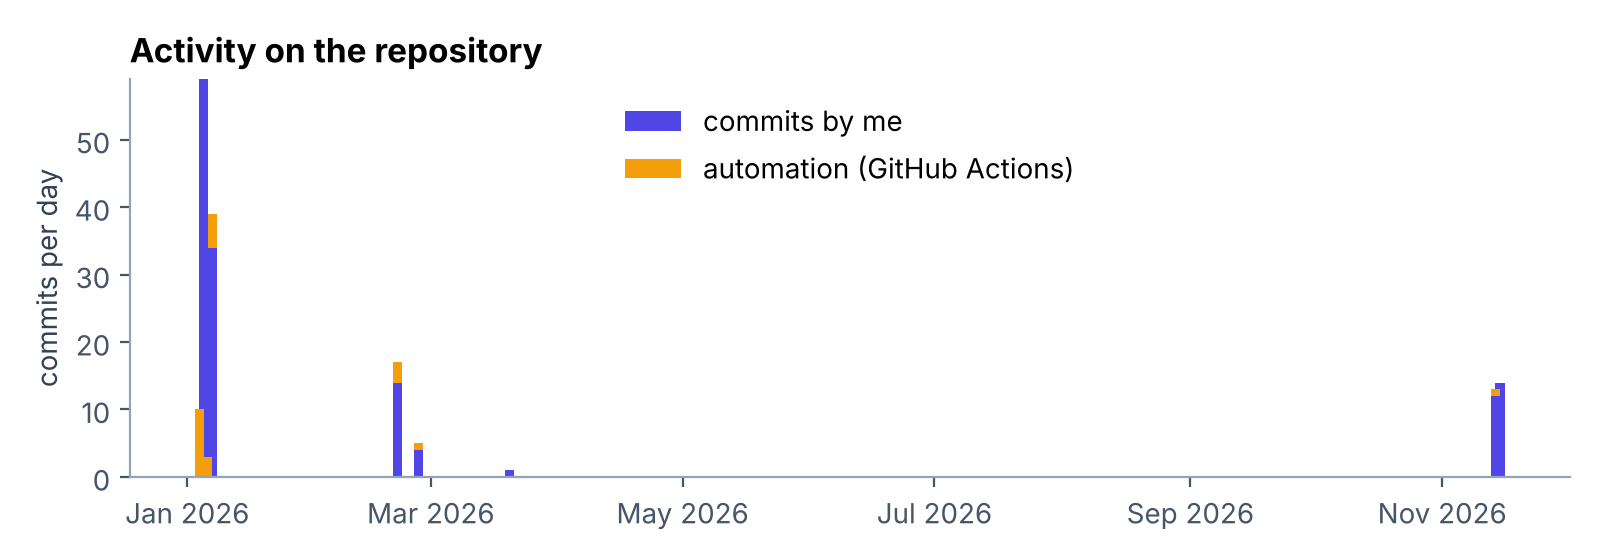 Activity on the repository
commits by me
automation (GitHub Actions)
commits per day
50
40
30
20
10
0
Jan 2026
Mar 2026
May 2026
Jul 2026
Sep 2026
Nov 2026